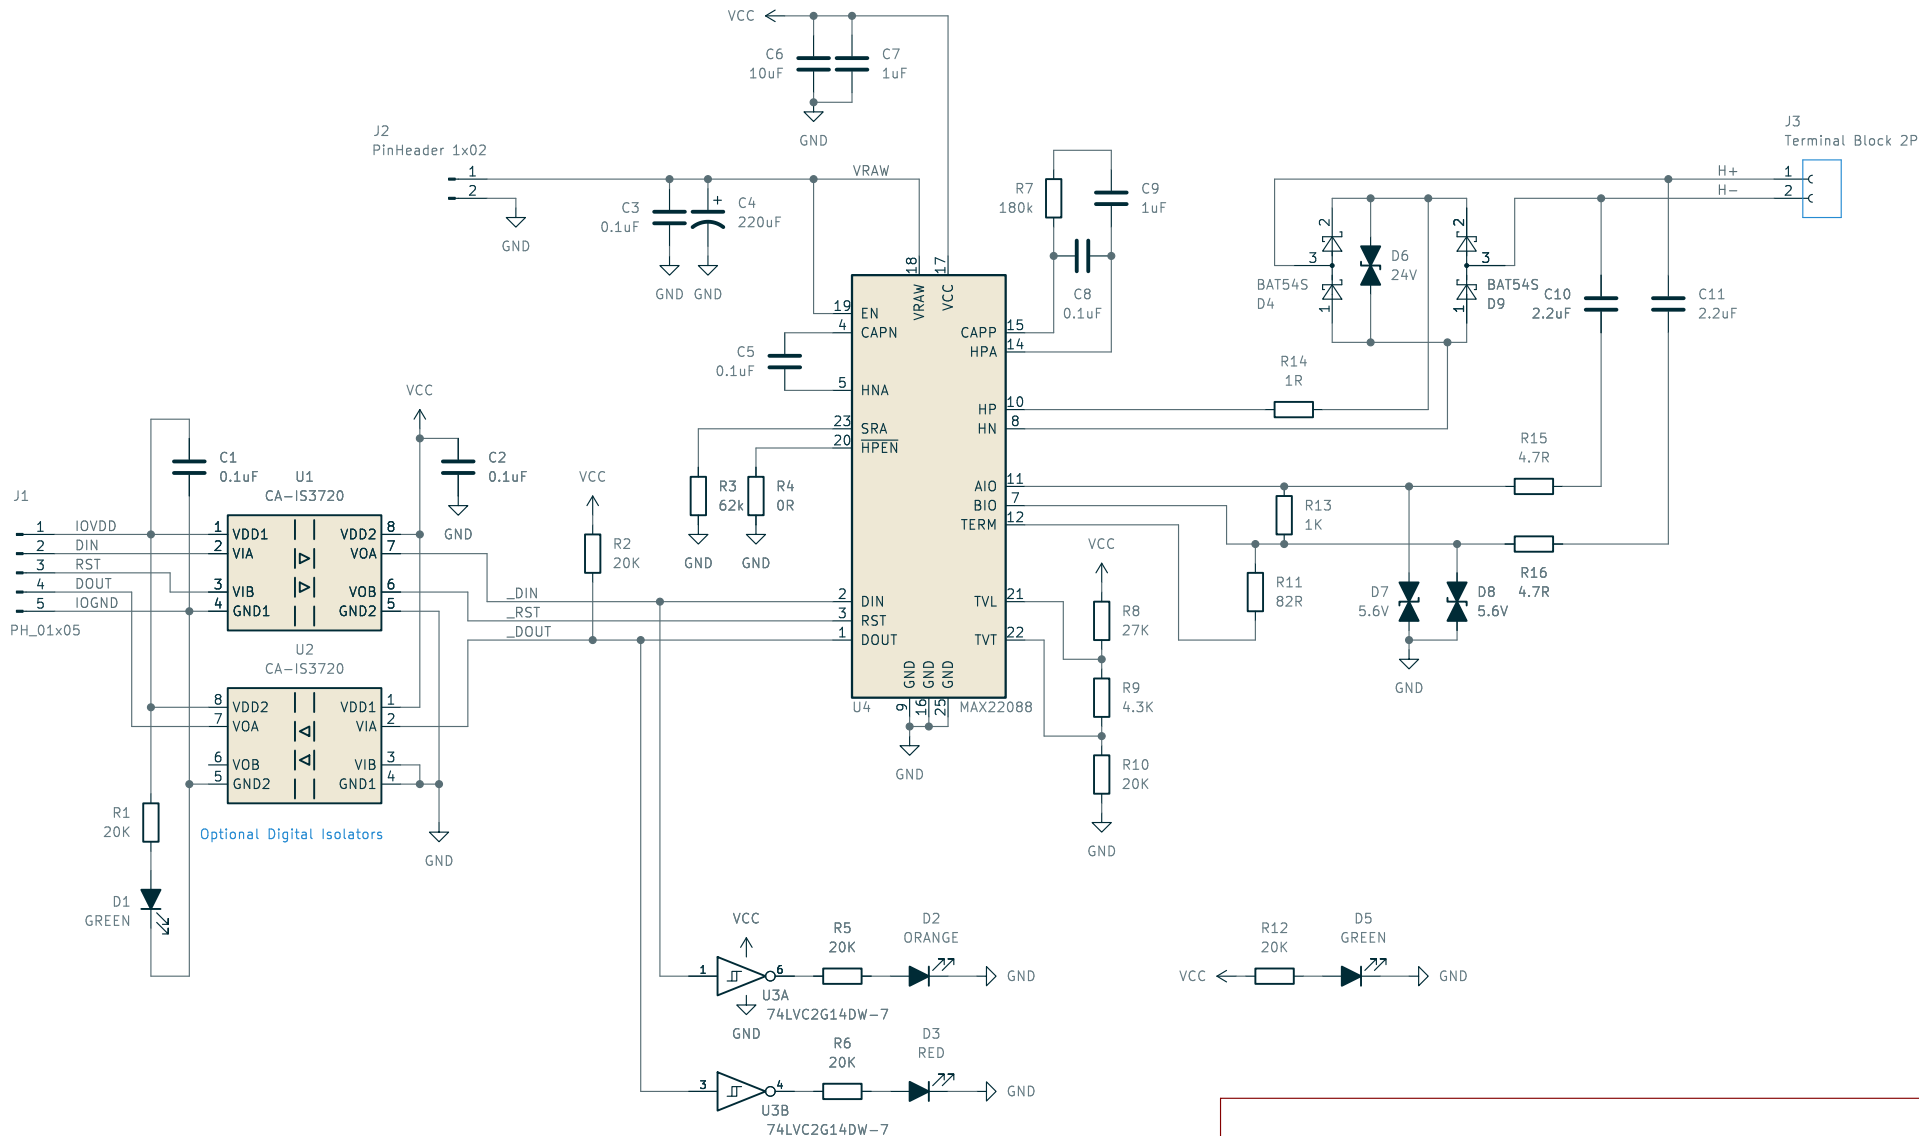 VCC
C6
10uF
C7
1uF
GND
J2
PinHeader 1x02
1
2
GND
VRAW
C3
0.1uF
C4
220uF
+
GND
GND
R7
180k
C9
1uF
C8
0.1uF
J3
Terminal Block 2P
H+
1
H-
2
2
3
1
BAT54S
D4
D6
24V
2
3
1
BAT54S
D9
C10
2.2uF
C11
2.2uF
18
17
VRAW
VCC
19
EN
4
CAPN
5
HNA
23
SRA
20
HPEN
2
DIN
3
RST
1
DOUT
CAPP
15
HPA
14
HP
10
HN
8
AIO
11
BIO
7
TERM
12
TVL
21
TVT
22
GND
GND
GND
9
16
25
U4
MAX22088
GND
C5
0.1uF
R3
62k
R4
0R
GND
GND
R14
1R
R15
4.7R
R13
1K
R16
4.7R
R11
82R
D7
5.6V
D8
5.6V
GND
VCC
R8
27K
R9
4.3K
R10
20K
GND
VCC
C1
0.1uF
C2
0.1uF
GND
U1
CA-IS3720
J1
1
IOVDD
2
DIN
3
RST
4
DOUT
5
IOGND
PH_01x05
1
VDD1
2
VIA
3
VIB
4
GND1
VDD2
8
VOA
7
VOB
6
GND2
5
VCC
R2
20K
_DIN
_RST
_DOUT
U2
CA-IS3720
8
VDD2
7
VOA
6
VOB
5
GND2
VDD1
1
VIA
2
VIB
3
GND1
4
Optional Digital Isolators
GND
R1
20K
D1
GREEN
VCC
1
6
U3A
74LVC2G14DW-7
GND
R5
20K
D2
ORANGE
GND
3
4
U3B
74LVC2G14DW-7
R6
20K
D3
RED
GND
VCC
R12
20K
D5
GREEN
GND